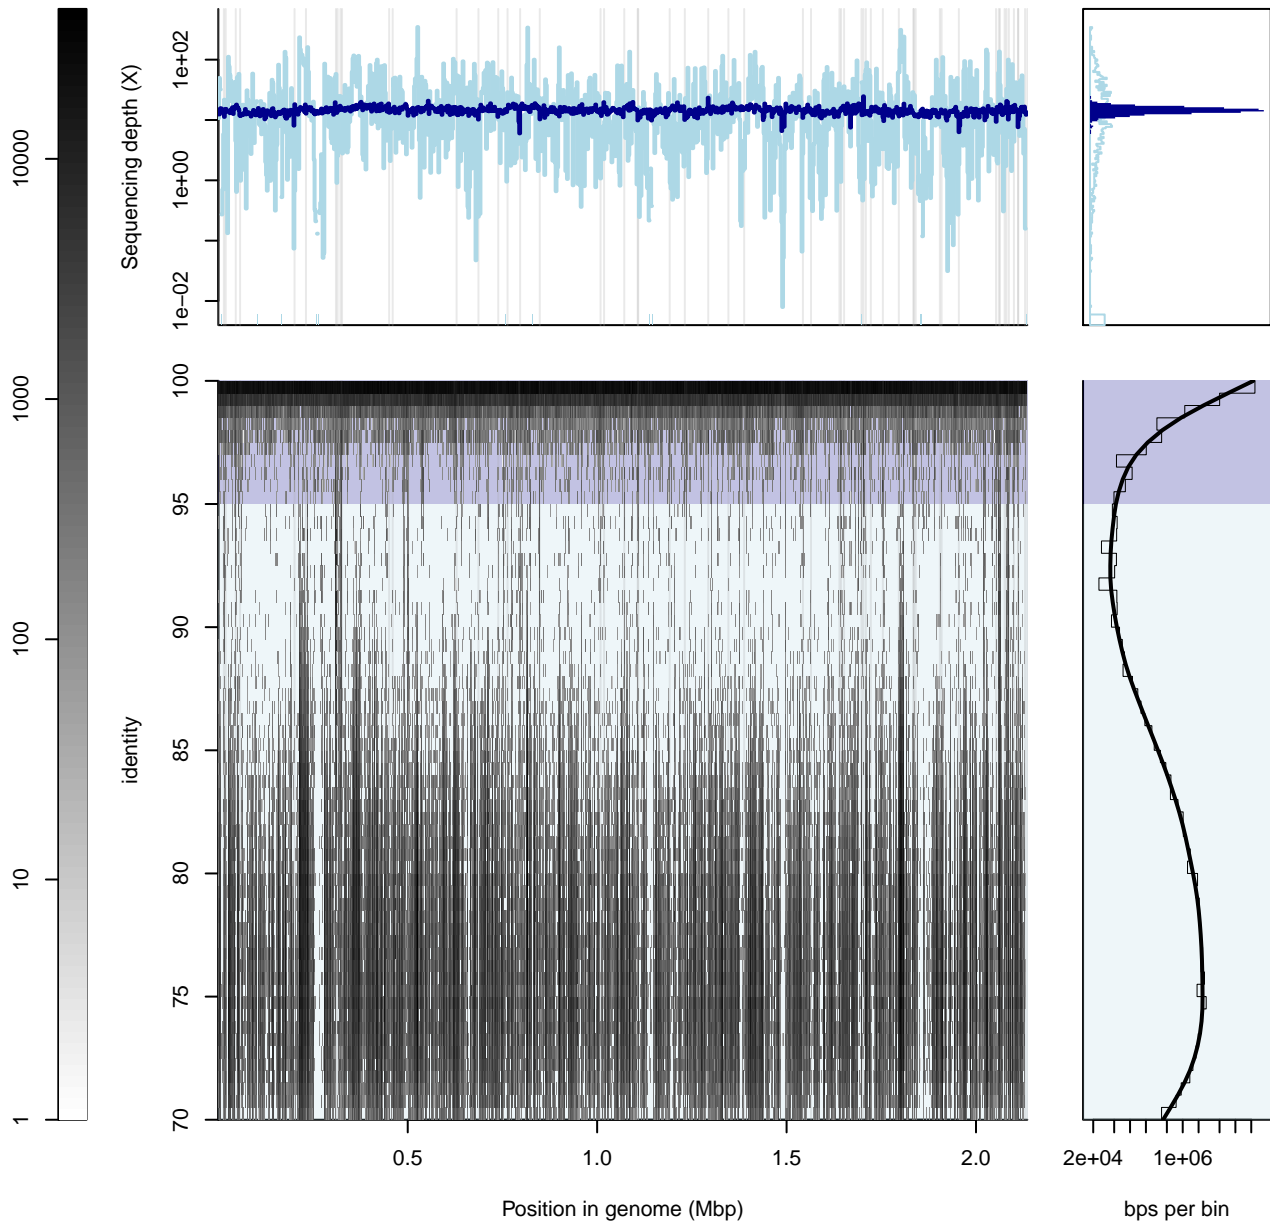 1
10
100
1000
10000
Sequencing depth (X)
1e−02
1e+00
1e+02
identity
70
75
80
85
90
95
100
0.5
1.0
1.5
2.0
Position in genome (Mbp)
2e+04
1e+06
bps per bin